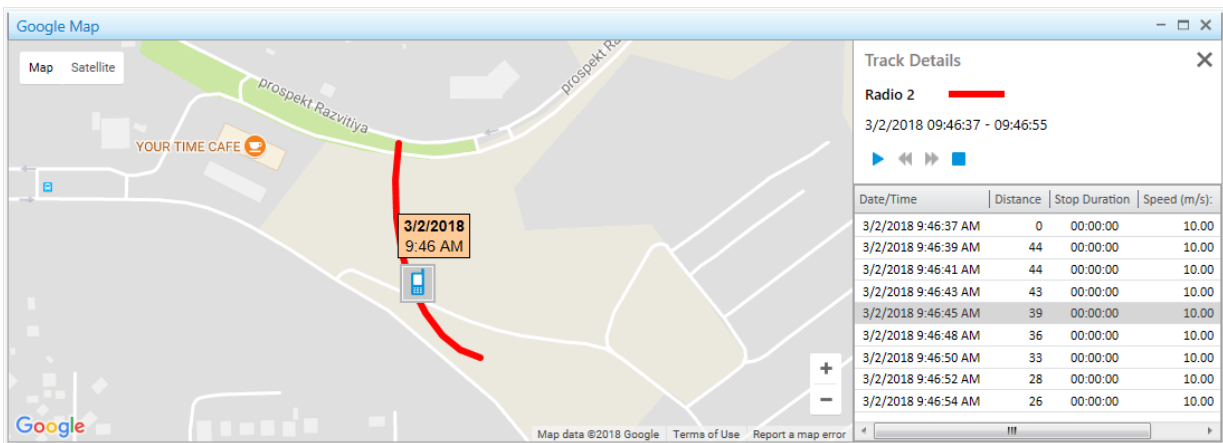 Google Map
Map Satellite
prospekt Razvitiya
prospekt Ra
YOUR TIME CAFE
3/2/2018
9:46 AM
Google
Map data ©2018 Google Terms of Use Report a map error
Track Details
Radio 2
3/2/2018 09:46:37 - 09:46:55
Date/Time Distance Stop Duration Speed (m/s):
3/2/2018 9:46:37 AM 0 00:00:00 10.00
3/2/2018 9:46:39 AM 44 00:00:00 10.00
3/2/2018 9:46:41 AM 44 00:00:00 10.00
3/2/2018 9:46:43 AM 43 00:00:00 10.00
3/2/2018 9:46:45 AM 39 00:00:00 10.00
3/2/2018 9:46:48 AM 36 00:00:00 10.00
3/2/2018 9:46:50 AM 33 00:00:00 10.00
3/2/2018 9:46:52 AM 28 00:00:00 10.00
3/2/2018 9:46:54 AM 26 00:00:00 10.00